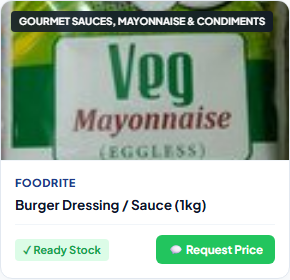 GOURMET SAUCES, MAYONNAISE & CONDIMENTS
Veg
Mayonnaise
(EGGLESS)
FOODRITE
Burger Dressing / Sauce (1kg)
✓ Ready Stock
Request Price